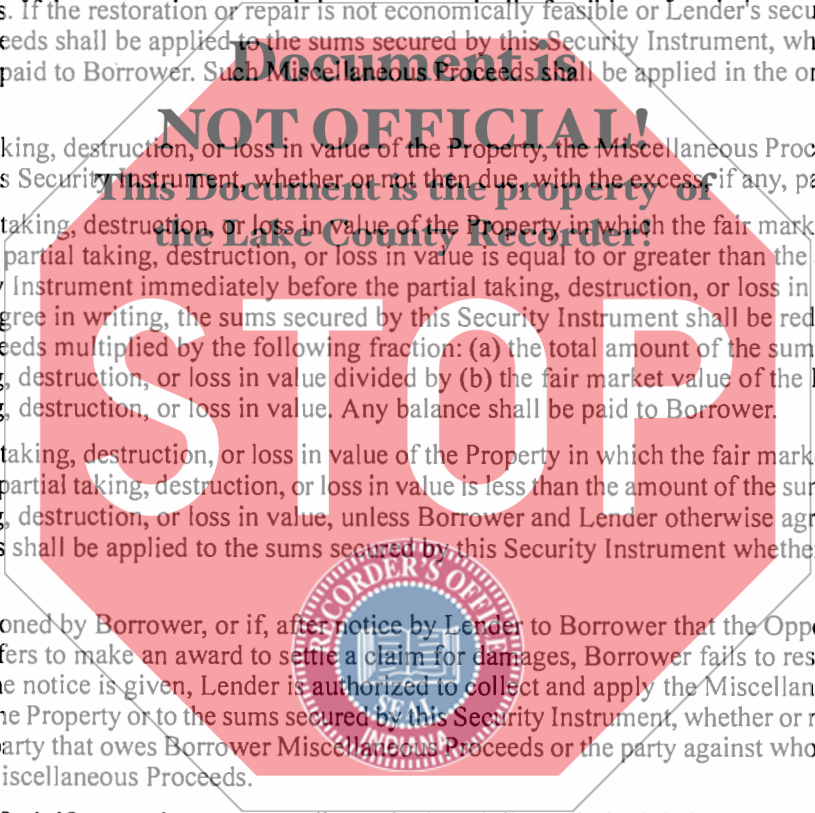 s. If the restoration or repair is not economically feasible or Lender's secu
eeds shall be applied to the sums secured by this Security Instrument, wh
Document is
paid to Borrower. Such Miscellaneous Proceeds shall be applied in the or
NOT OFFICIAL!
king, destruction, or loss in value of the Property, the Miscellaneous Proc
s Security Instrument, whether or not then due, with the excess, if any, pa
This Document is the property of
taking, destruction, or loss in value of the Property in which the fair mark
the Lake County Recorder!
partial taking, destruction, or loss in value is equal to or greater than the
Instrument immediately before the partial taking, destruction, or loss in
gree in writing, the sums secured by this Security Instrument shall be red
eeds multiplied by the following fraction: (a) the total amount of the sum
, destruction, or loss in value divided by (b) the fair market value of the
, destruction, or loss in value. Any balance shall be paid to Borrower.
STOP
taking, destruction, or loss in value of the Property in which the fair mark
partial taking, destruction, or loss in value is less than the amount of the sur
, destruction, or loss in value, unless Borrower and Lender otherwise agr
s shall be applied to the sums secured by this Security Instrument whethe
RECORDER'S OFFICE
oned by Borrower, or if, after notice by Lender to Borrower that the Oppo
fers to make an award to settle a claim for damages, Borrower fails to res
e notice is given, Lender is authorized to collect and apply the Miscellan
SEAL
he Property or to the sums secured by this Security Instrument, whether or n
INDIANA
arty that owes Borrower Miscellaneous Proceeds or the party against who
iscellaneous Proceeds.